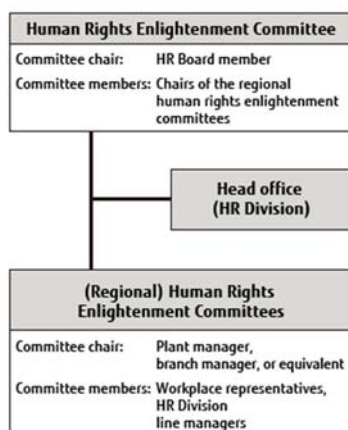 Human Rights Enlightenment Committee
Committee chair: HR Board member
Committee members: Chairs of the regional
human rights enlightenment
committees
Head office
(HR Division)
(Regional) Human Rights
Enlightenment Committees
Committee chair: Plant manager,
branch manager, or equivalent
Committee members: Workplace representatives,
HR Division
line managers